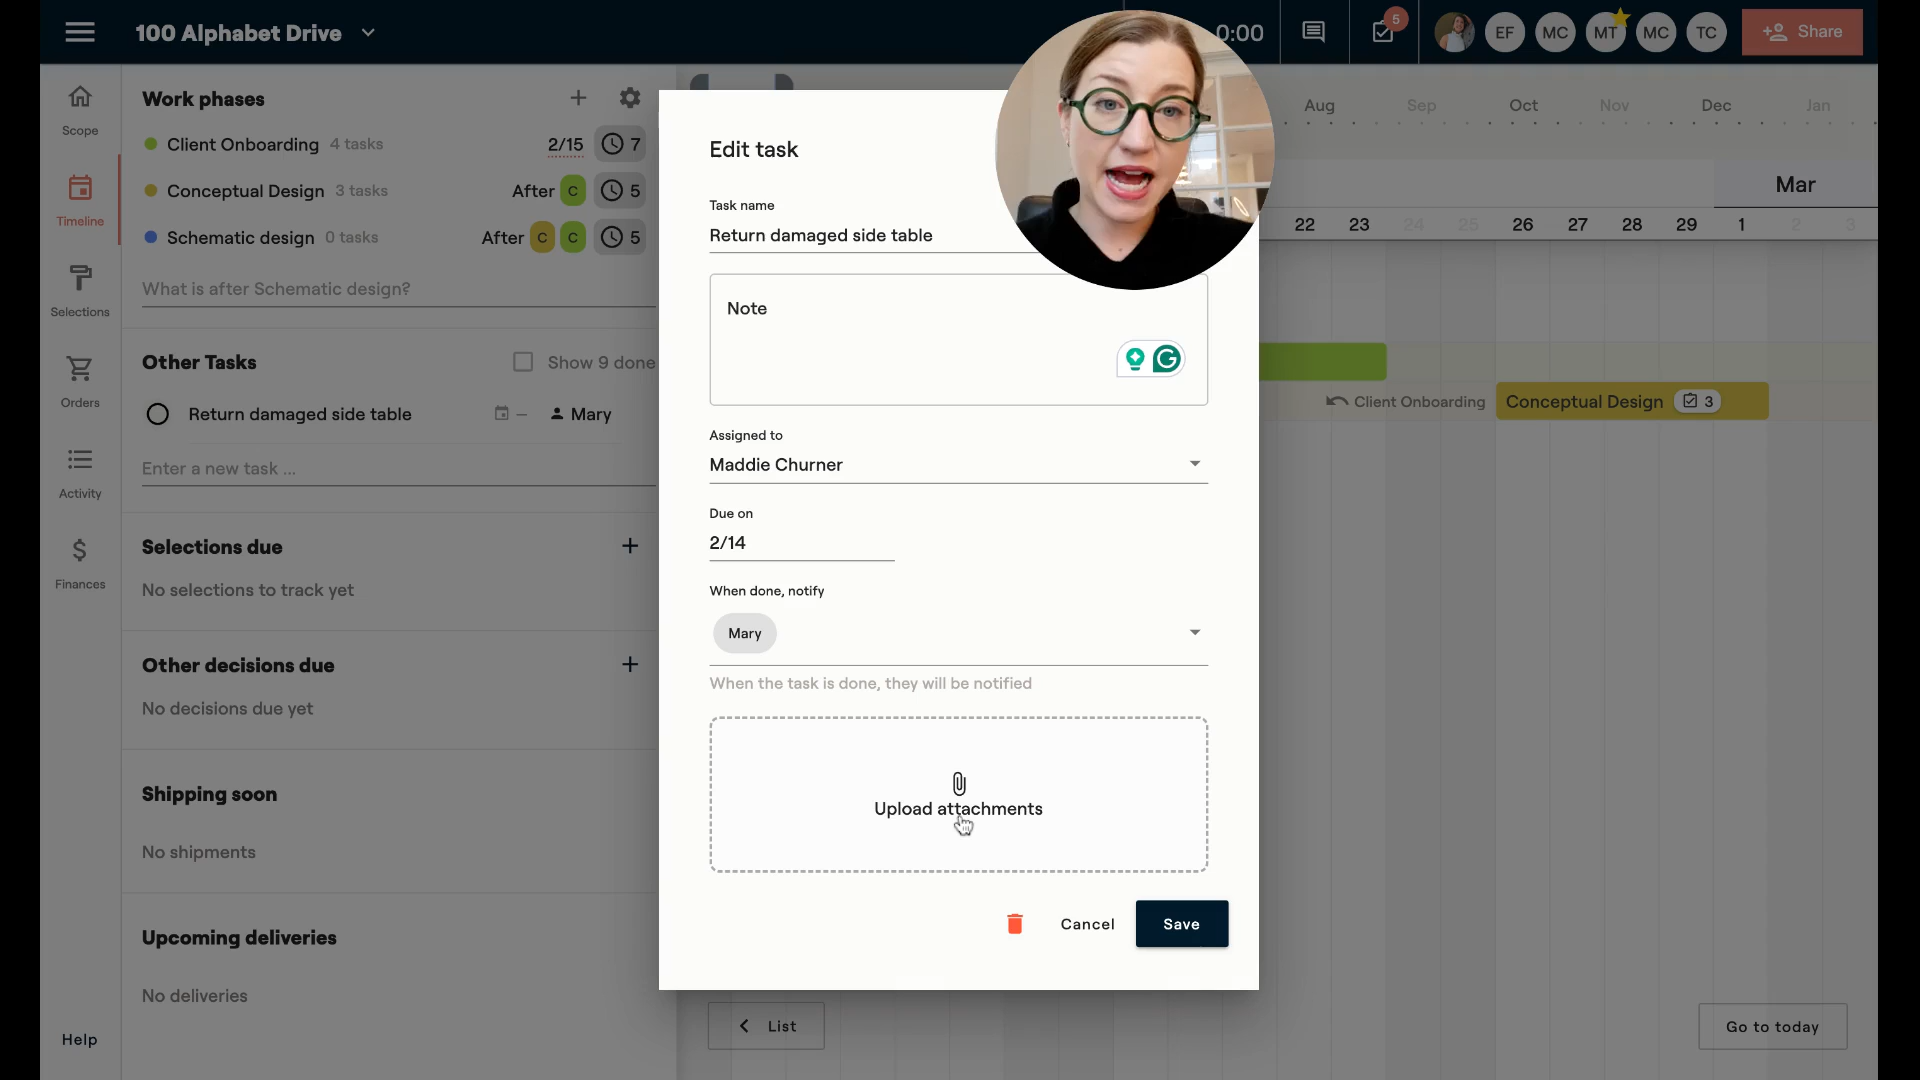 100 Alphabet Drive
0:00
5
EF
MC
MT
MC
TC
Share
Scope
Timeline
Selections
Orders
Activity
Finances
Help
Work phases
Client Onboarding 4 tasks 2/15 7
Conceptual Design 3 tasks After C 5
Schematic design 0 tasks After C C 5
What is after Schematic design?
Other Tasks Show 9 done
Return damaged side table – Mary
Enter a new task ...
Selections due
No selections to track yet
Other decisions due
No decisions due yet
Shipping soon
No shipments
Upcoming deliveries
No deliveries
Edit task
Task name
Return damaged side table
Note
Assigned to
Maddie Churner
Due on
2/14
When done, notify
Mary
When the task is done, they will be notified
Upload attachments
Cancel
Save
Aug Sep Oct Nov Dec Jan
Mar
22 23 24 25 26 27 28 29 1 2 3
Client Onboarding
Conceptual Design 3
List
Go to today